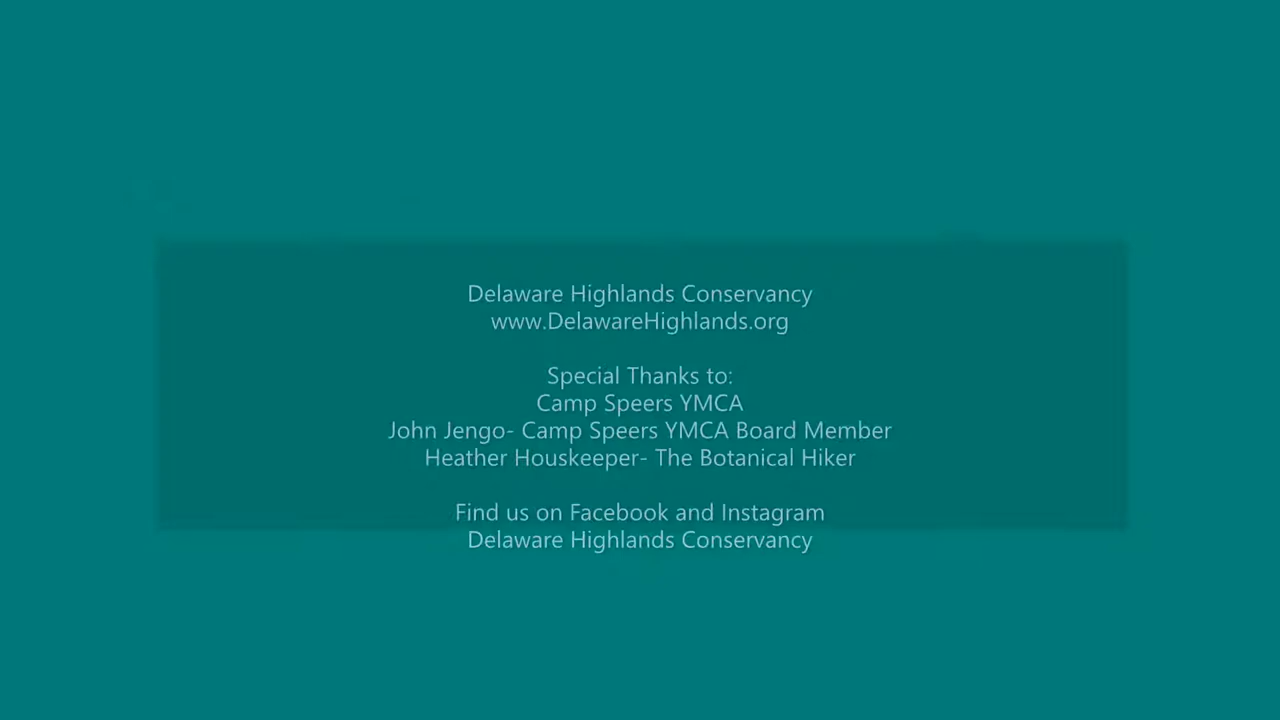 Delaware Highlands Conservancy
www.DelawareHighlands.org
Special Thanks to:
Camp Speers YMCA
John Jengo- Camp Speers YMCA Board Member
Heather Houskeeper- The Botanical Hiker
Find us on Facebook and Instagram
Delaware Highlands Conservancy